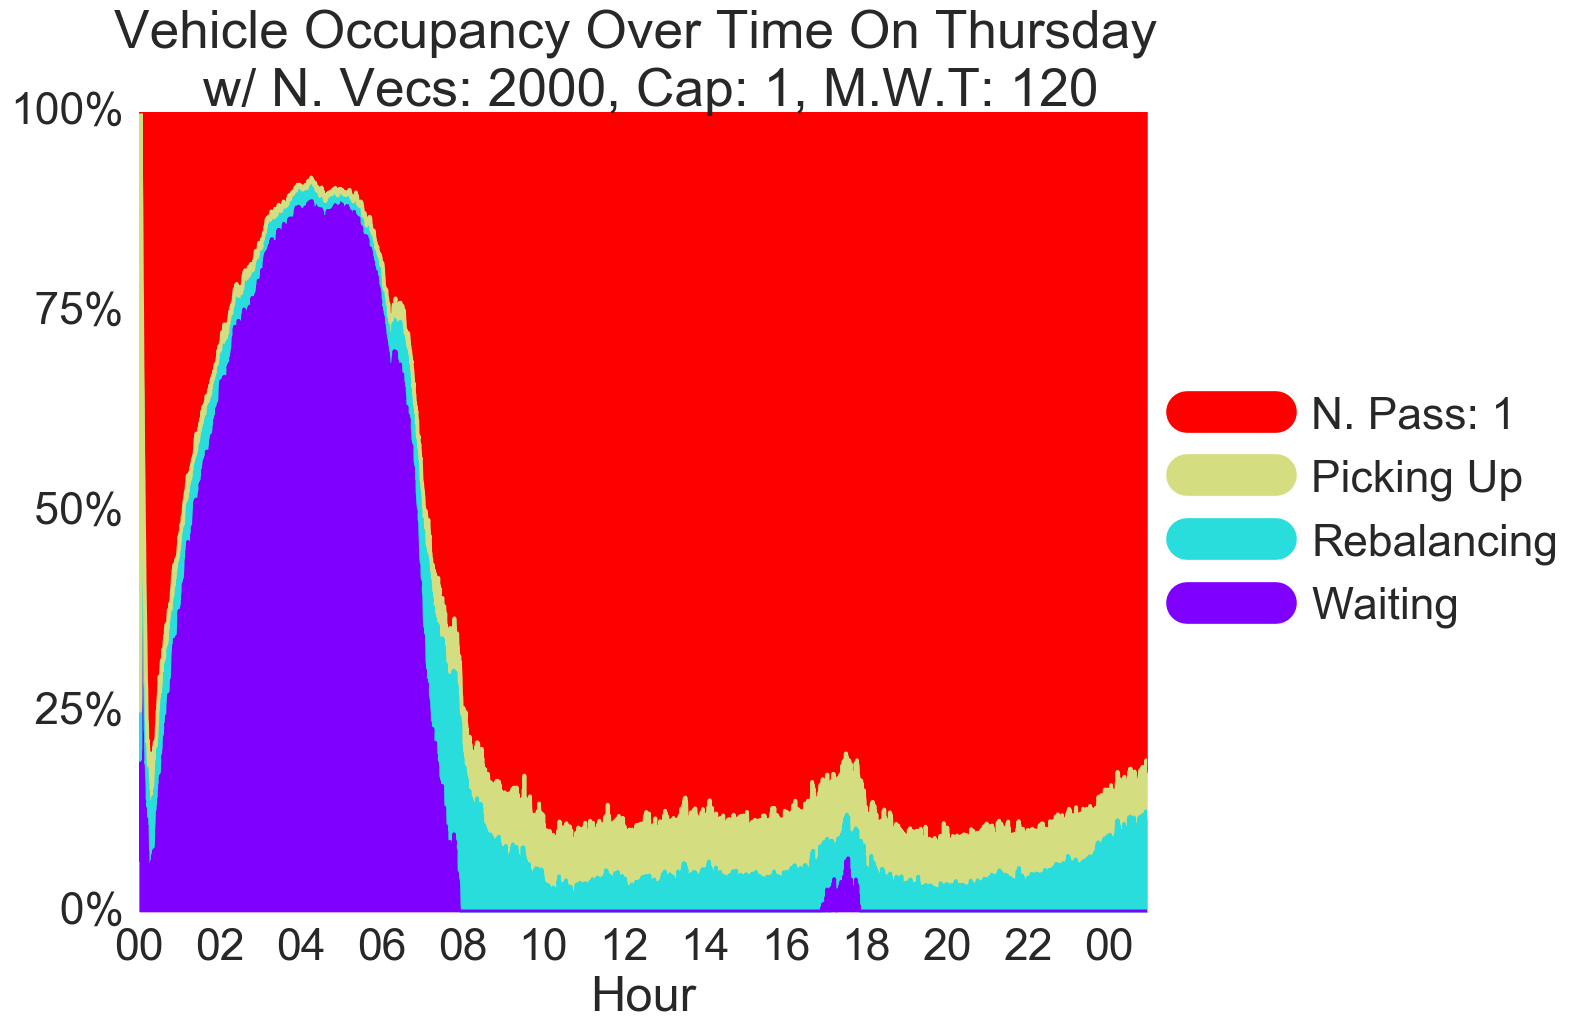 Vehicle Occupancy Over Time On Thursday
w/ N. Vecs: 2000, Cap: 1, M.W.T: 120
100%
75%
50%
25%
0%
00 02 04 06 08 10 12 14 16 18 20 22 00
Hour
N. Pass: 1
Picking Up
Rebalancing
Waiting